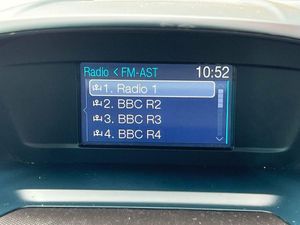 Radio < FM-AST 10:52
1. Radio 1
2. BBC R2
3. BBC R3
4. BBC R4